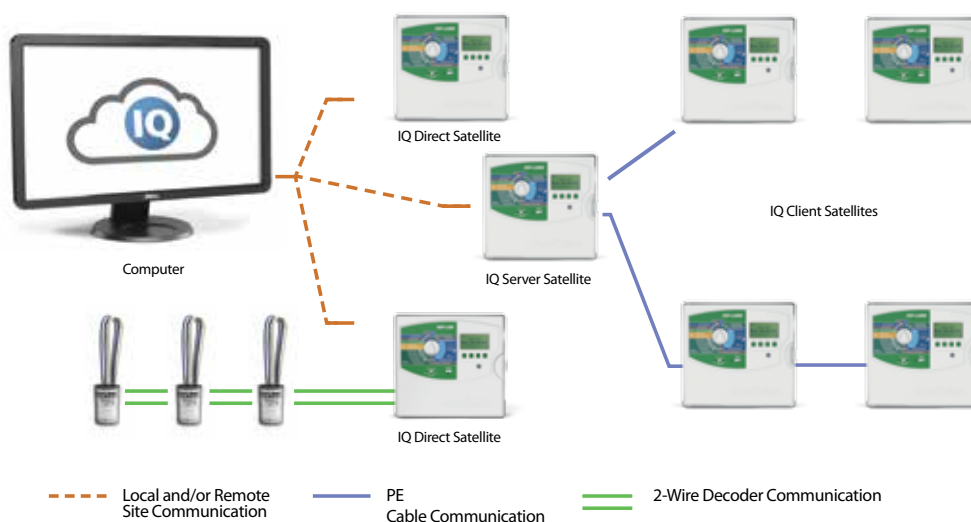 IQ
IQ Direct Satellite
IQ Server Satellite
IQ Client Satellites
Computer
IQ Direct Satellite
Local and/or Remote
Site Communication
PE
Cable Communication
2-Wire Decoder Communication